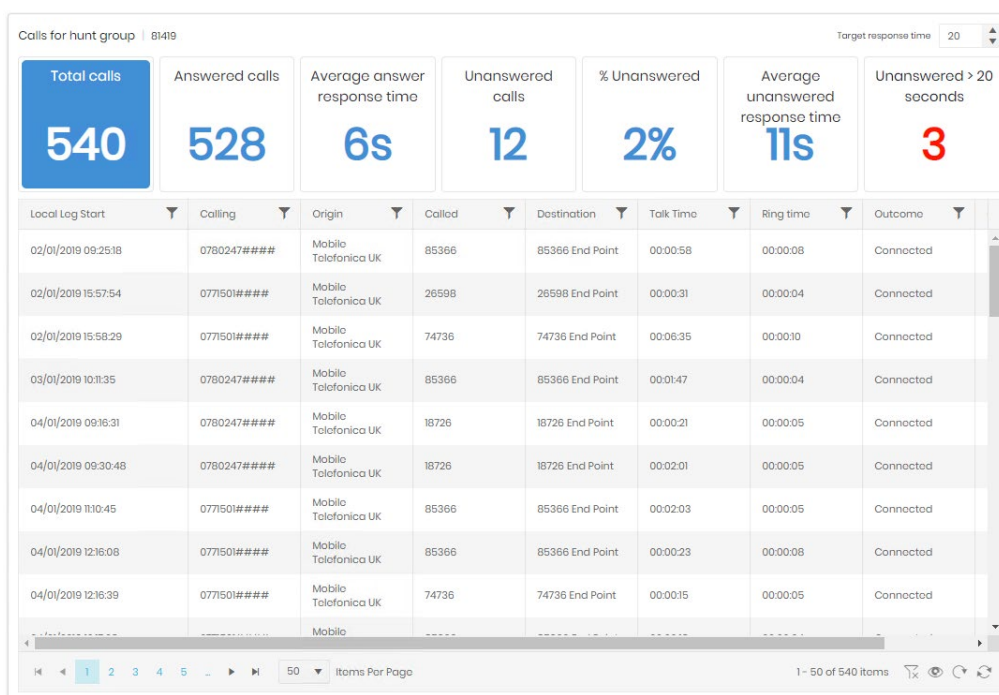 Calls for hunt group | 81419
Target response time 20
Total calls
540
Answered calls
528
Average answer
response time
6s
Unanswered
calls
12
% Unanswered
2%
Average
unanswered
response time
11s
Unanswered > 20
seconds
3
Local Leg Start Calling Origin Called Destination Talk Time Ring time Outcome
02/01/2019 09:25:18 0780247#### Mobile Telefonica UK 85366 85366 End Point 00:00:58 00:00:08 Connected
02/01/2019 15:57:54 0771501#### Mobile Telefonica UK 26598 26598 End Point 00:00:31 00:00:04 Connected
02/01/2019 15:58:29 0771501#### Mobile Telefonica UK 74736 74736 End Point 00:06:35 00:00:10 Connected
03/01/2019 10:11:35 0780247#### Mobile Telefonica UK 85366 85366 End Point 00:01:47 00:00:04 Connected
04/01/2019 09:16:31 0780247#### Mobile Telefonica UK 18726 18726 End Point 00:00:21 00:00:05 Connected
04/01/2019 09:30:48 0780247#### Mobile Telefonica UK 18726 18726 End Point 00:02:01 00:00:05 Connected
04/01/2019 11:10:45 0771501#### Mobile Telefonica UK 85366 85366 End Point 00:02:03 00:00:05 Connected
04/01/2019 12:16:08 0771501#### Mobile Telefonica UK 85366 85366 End Point 00:00:23 00:00:08 Connected
04/01/2019 12:16:39 0771501#### Mobile Telefonica UK 74736 74736 End Point 00:00:15 00:00:05 Connected
Mobile
1 2 3 4 5 ... 50 Items Per Page 1 - 50 of 540 items